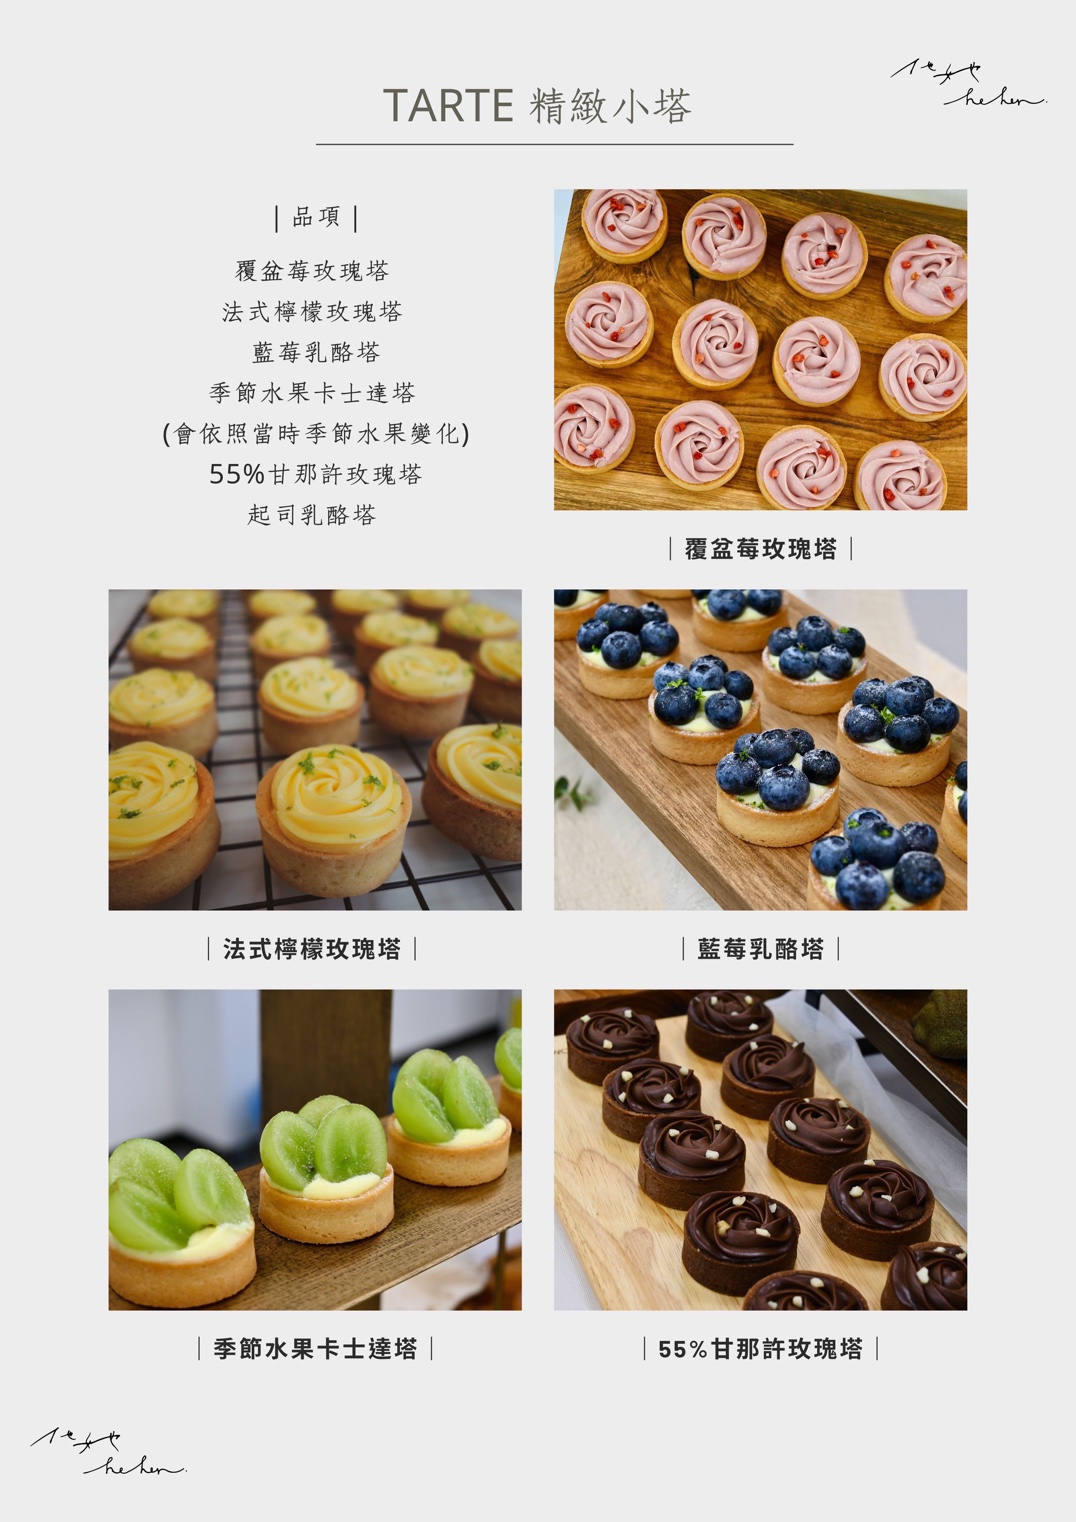 TARTE 精緻小塔
他她
hehen.
| 品項 |
覆盆莓玫瑰塔
法式檸檬玫瑰塔
藍莓乳酪塔
季節水果卡士達塔
(會依照當時季節水果變化)
55%甘那許玫瑰塔
起司乳酪塔
| 覆盆莓玫瑰塔 |
| 法式檸檬玫瑰塔 |
| 藍莓乳酪塔 |
| 季節水果卡士達塔 |
| 55%甘那許玫瑰塔 |
他她
hehen.